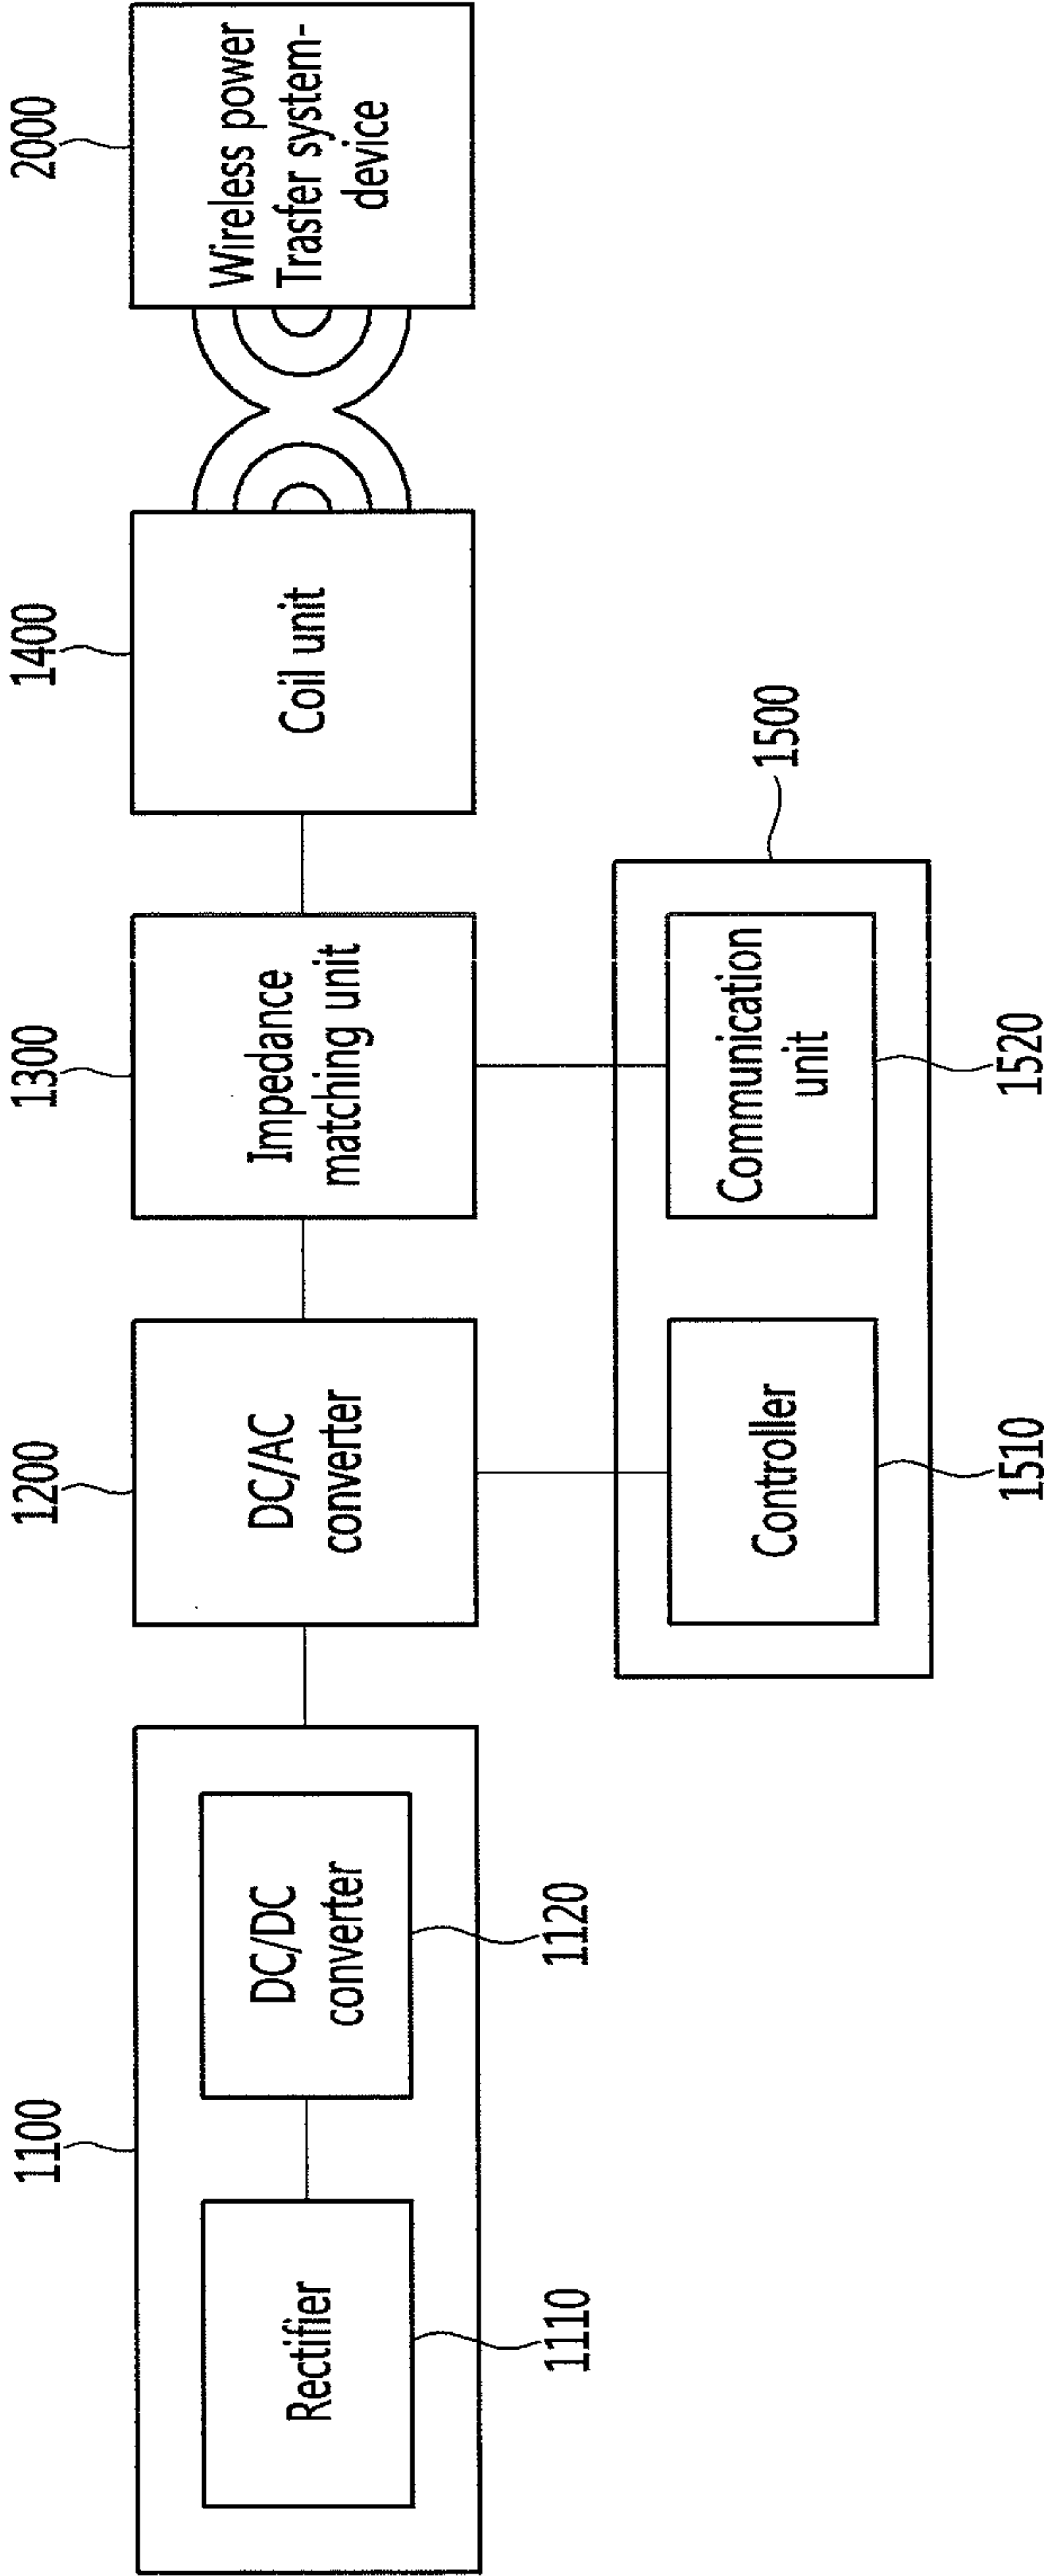 1100
1200
1300
1400
2000
Rectifier
DC/DC
converter
DC/AC
converter
Impedance
matching unit
Coil unit
Wireless power
Trasfer system-
device
1110
1120
Controller
Communication
unit
1500
1510
1520